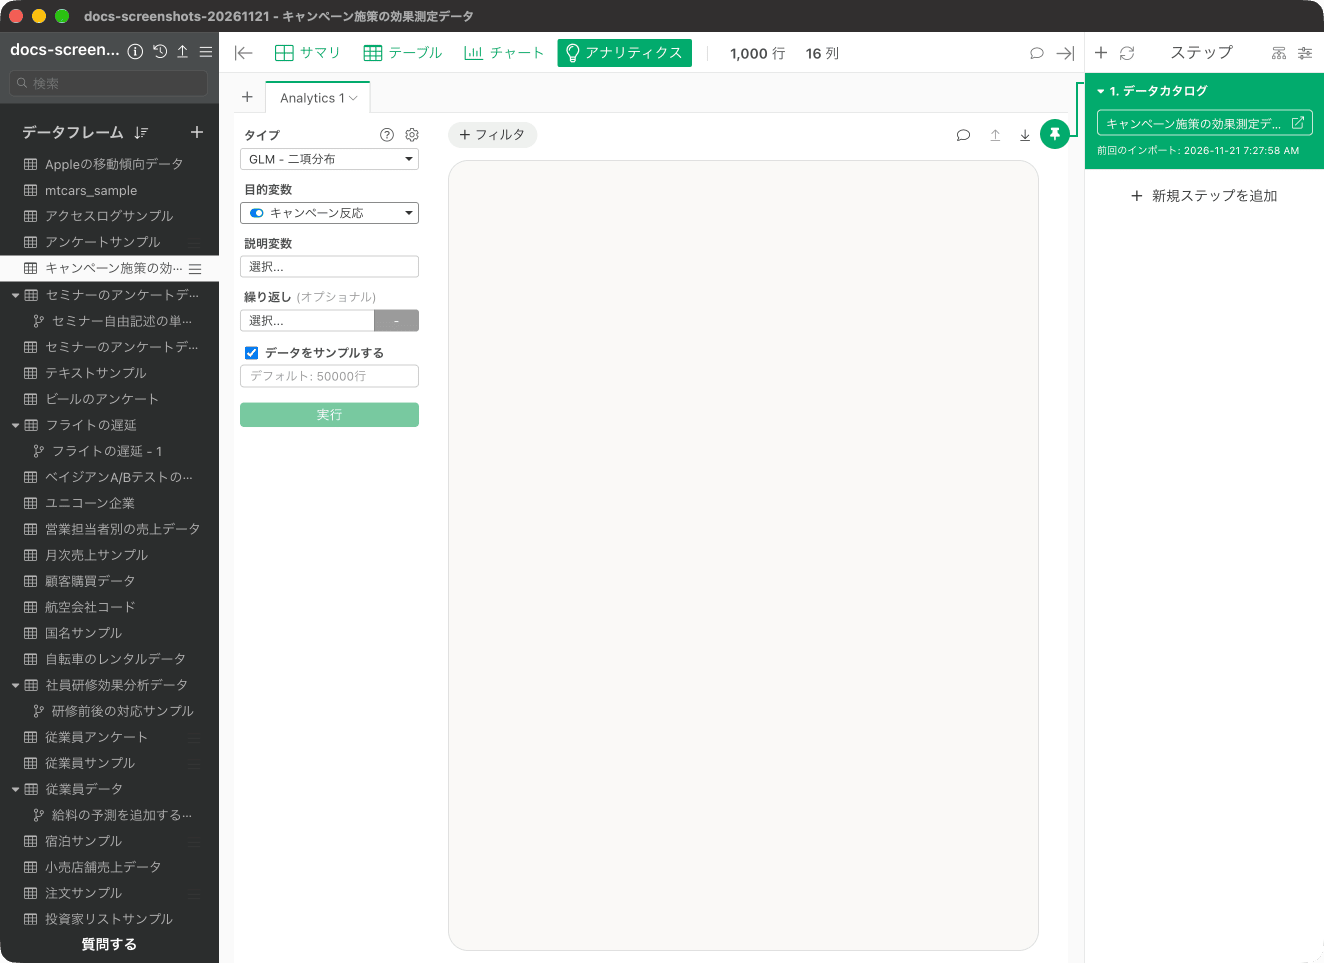 docs-screenshots-20261121 - キャンペーン施策の効果測定データ
docs-screen...
検索
データフレーム
Appleの移動傾向データ
mtcars_sample
アクセスログサンプル
アンケートサンプル
キャンペーン施策の効…
セミナーのアンケートデ…
セミナー自由記述の単…
セミナーのアンケートデ…
テキストサンプル
ビールのアンケート
フライトの遅延
フライトの遅延 - 1
ベイジアンA/Bテストの…
ユニコーン企業
営業担当者別の売上データ
月次売上サンプル
顧客購買データ
航空会社コード
国名サンプル
自転車のレンタルデータ
社員研修効果分析データ
研修前後の対応サンプル
従業員アンケート
従業員サンプル
従業員データ
給料の予測を追加する…
宿泊サンプル
小売店舗売上データ
注文サンプル
投資家リストサンプル
質問する
サマリ
テーブル
チャート
アナリティクス
1,000 行
16 列
Analytics 1
タイプ
GLM - 二項分布
目的変数
キャンペーン反応
説明変数
選択...
繰り返し (オプショナル)
選択...
-
データをサンプルする
デフォルト: 50000行
実行
+ フィルタ
ステップ
1. データカタログ
キャンペーン施策の効果測定デ...
前回のインポート: 2026-11-21 7:27:58 AM
+ 新規ステップを追加